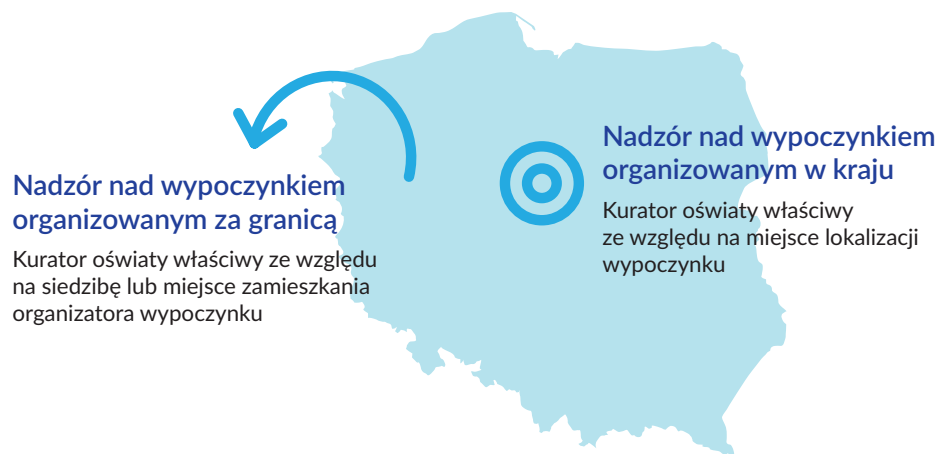 Nadzór nad wypoczynkiem
organizowanym za granicą
Kurator oświaty właściwy ze względu
na siedzibę lub miejsce zamieszkania
organizatora wypoczynku
Nadzór nad wypoczynkiem
organizowanym w kraju
Kurator oświaty właściwy
ze względu na miejsce lokalizacji
wypoczynku